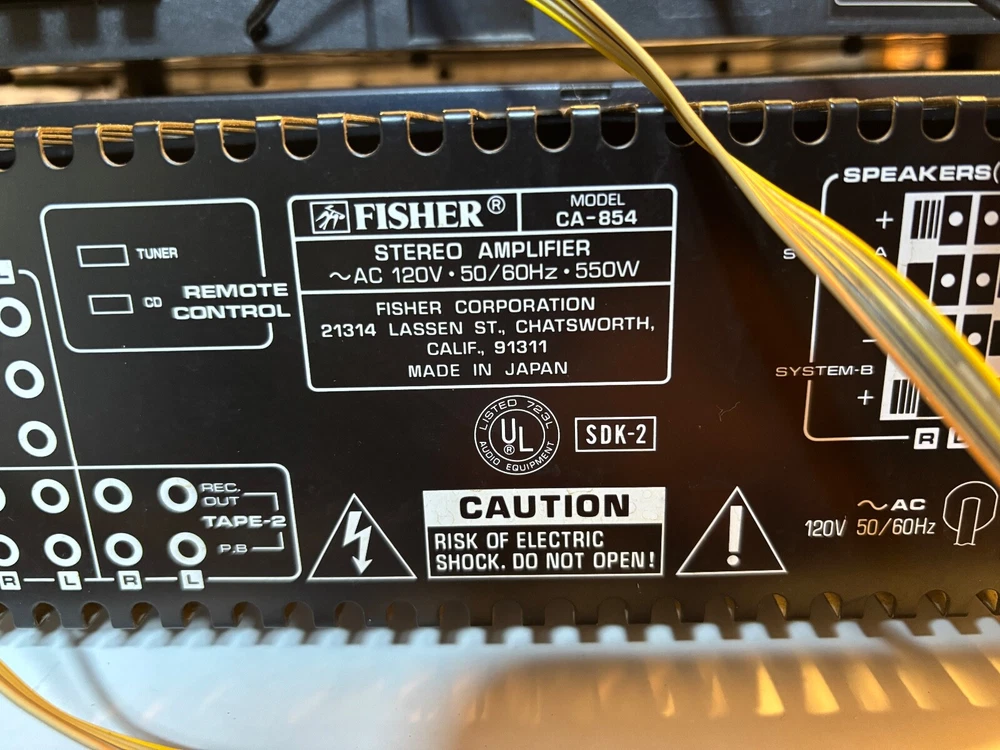 FISHER®
MODEL
CA-854
STEREO AMPLIFIER
~AC 120V • 50/60Hz • 550W
FISHER CORPORATION
21314 LASSEN ST., CHATSWORTH,
CALIF., 91311
MADE IN JAPAN
TUNER
CD
REMOTE
CONTROL
L
SPEAKERS(
+
A
−
SYSTEM-B
+
R
LISTED 723L
UL®
AUDIO EQUIPMENT
SDK-2
REC.
OUT
TAPE-2
P.B
R
L
R
L
CAUTION
RISK OF ELECTRIC
SHOCK. DO NOT OPEN!
!
~AC
120V 50/60Hz